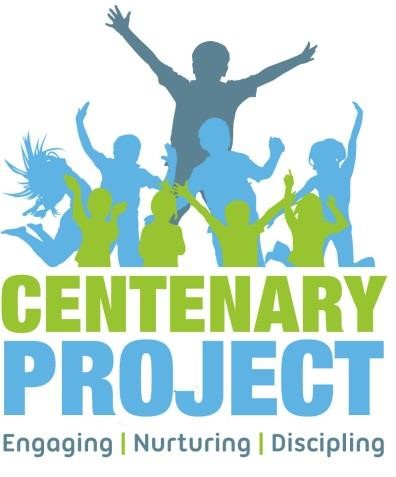 CENTENARY
PROJECT
Engaging | Nurturing | Discipling